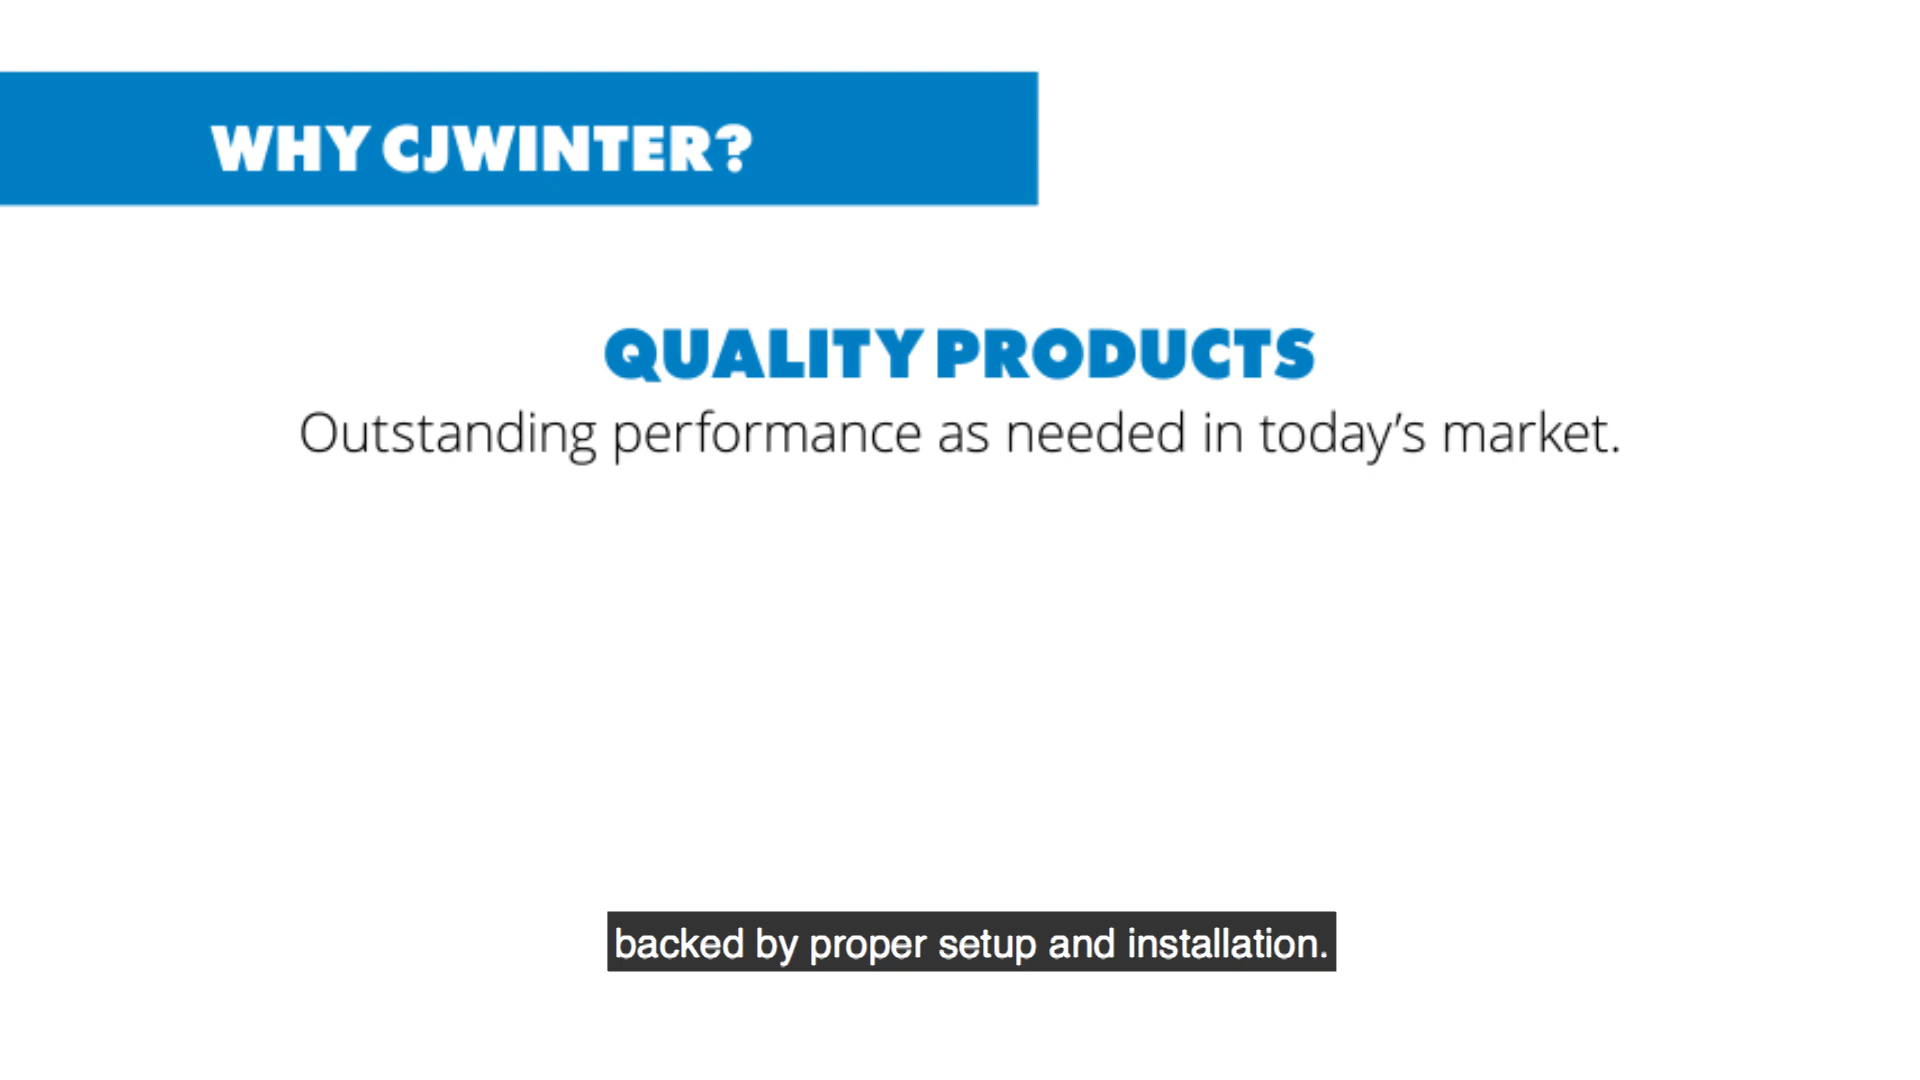 WHY CJWINTER?
QUALITY PRODUCTS
Outstanding performance as needed in today’s market.
backed by proper setup and installation.